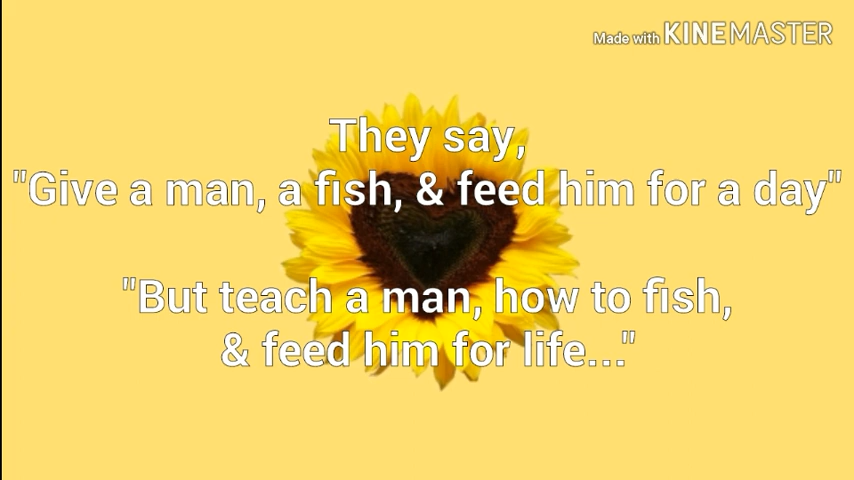 Made with KINEMASTER
They say,
"Give a man, a fish, & feed him for a day"
"But teach a man, how to fish,
& feed him for life..."